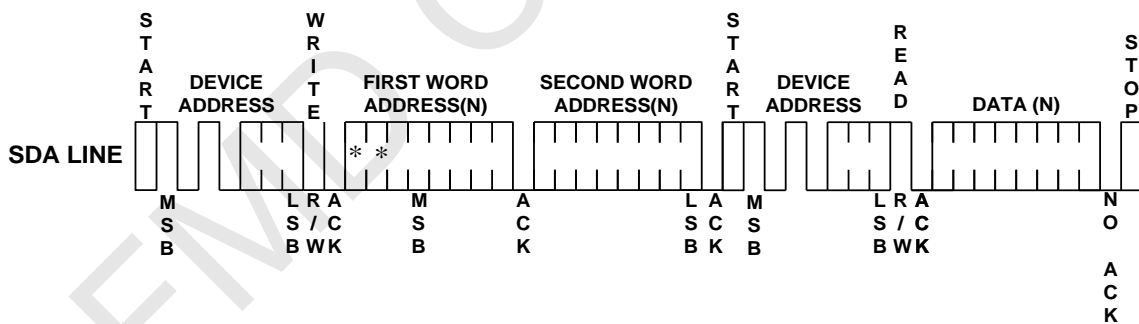 START
WRITE
START
READ
STOP
DEVICE
ADDRESS
FIRST WORD
ADDRESS(N)
SECOND WORD
ADDRESS(N)
DEVICE
ADDRESS
DATA (N)
SDA LINE
* *
MSB
LSB
R/W
ACK
MSB
ACK
LSB
ACK
MSB
LSB
R/W
ACK
NO ACK